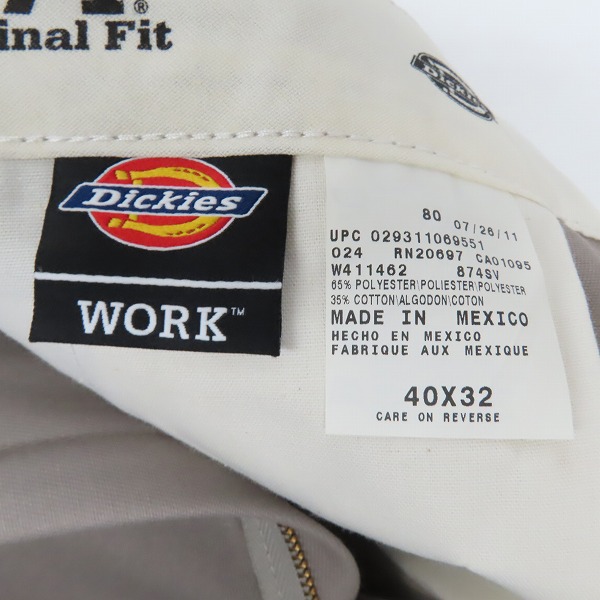 ®
inal Fit
Dickies
Dickies
WORK™
80 07/26/11
UPC 029311069551
024 RN20697 CA01095
W411462 874SV
65% POLYESTER\POLIESTER\POLYESTER
35% COTTON\ALGODON\COTON
MADE IN MEXICO
HECHO EN MEXICO
FABRIQUE AUX MEXIQUE
40X32
CARE ON REVERSE